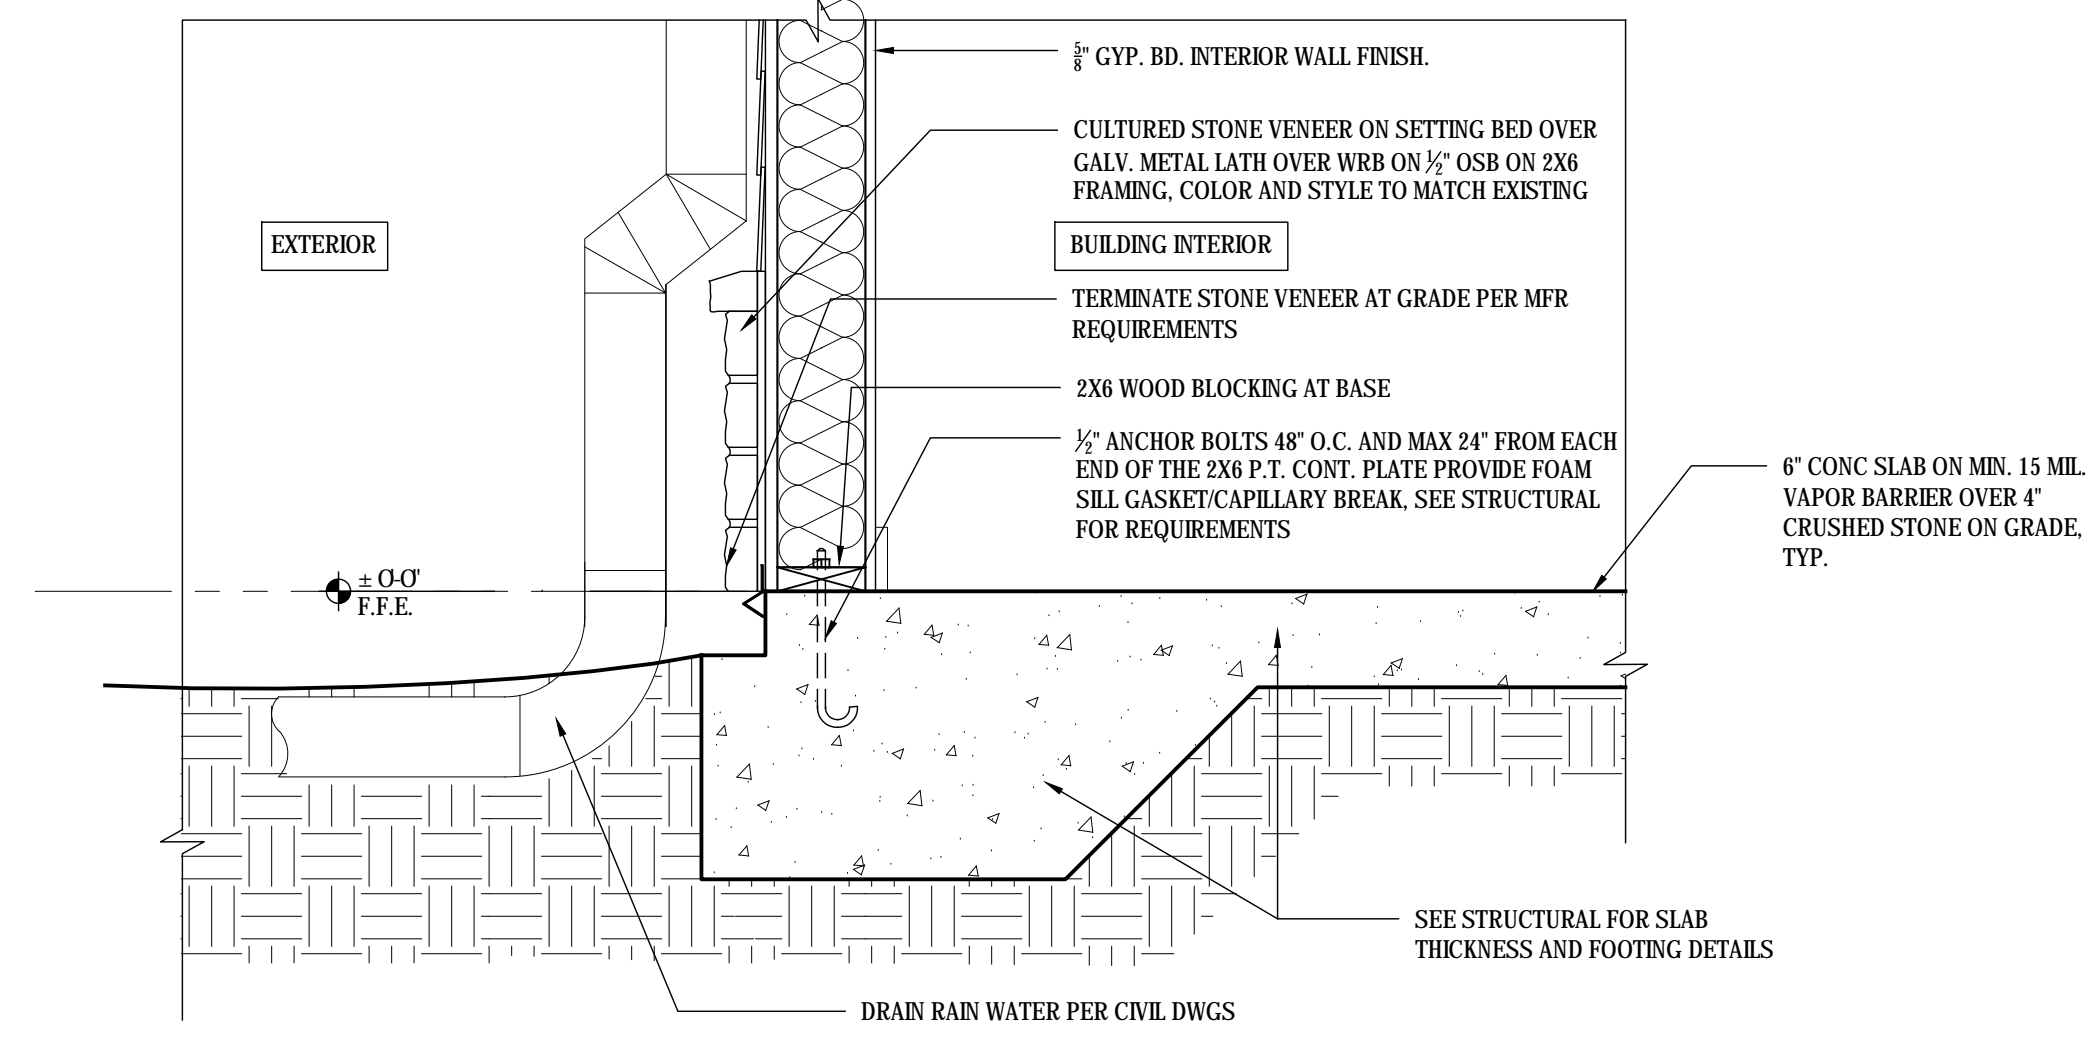 ⅝" GYP. BD. INTERIOR WALL FINISH.
CULTURED STONE VENEER ON SETTING BED OVER
GALV. METAL LATH OVER WRB ON ½" OSB ON 2X6
FRAMING, COLOR AND STYLE TO MATCH EXISTING
EXTERIOR
BUILDING INTERIOR
TERMINATE STONE VENEER AT GRADE PER MFR
REQUIREMENTS
2X6 WOOD BLOCKING AT BASE
½" ANCHOR BOLTS 48" O.C. AND MAX 24" FROM EACH
END OF THE 2X6 P.T. CONT. PLATE PROVIDE FOAM
SILL GASKET/CAPILLARY BREAK, SEE STRUCTURAL
FOR REQUIREMENTS
6" CONC SLAB ON MIN. 15 MIL.
VAPOR BARRIER OVER 4"
CRUSHED STONE ON GRADE,
TYP.
± 0'-0"
F.F.E.
SEE STRUCTURAL FOR SLAB
THICKNESS AND FOOTING DETAILS
DRAIN RAIN WATER PER CIVIL DWGS